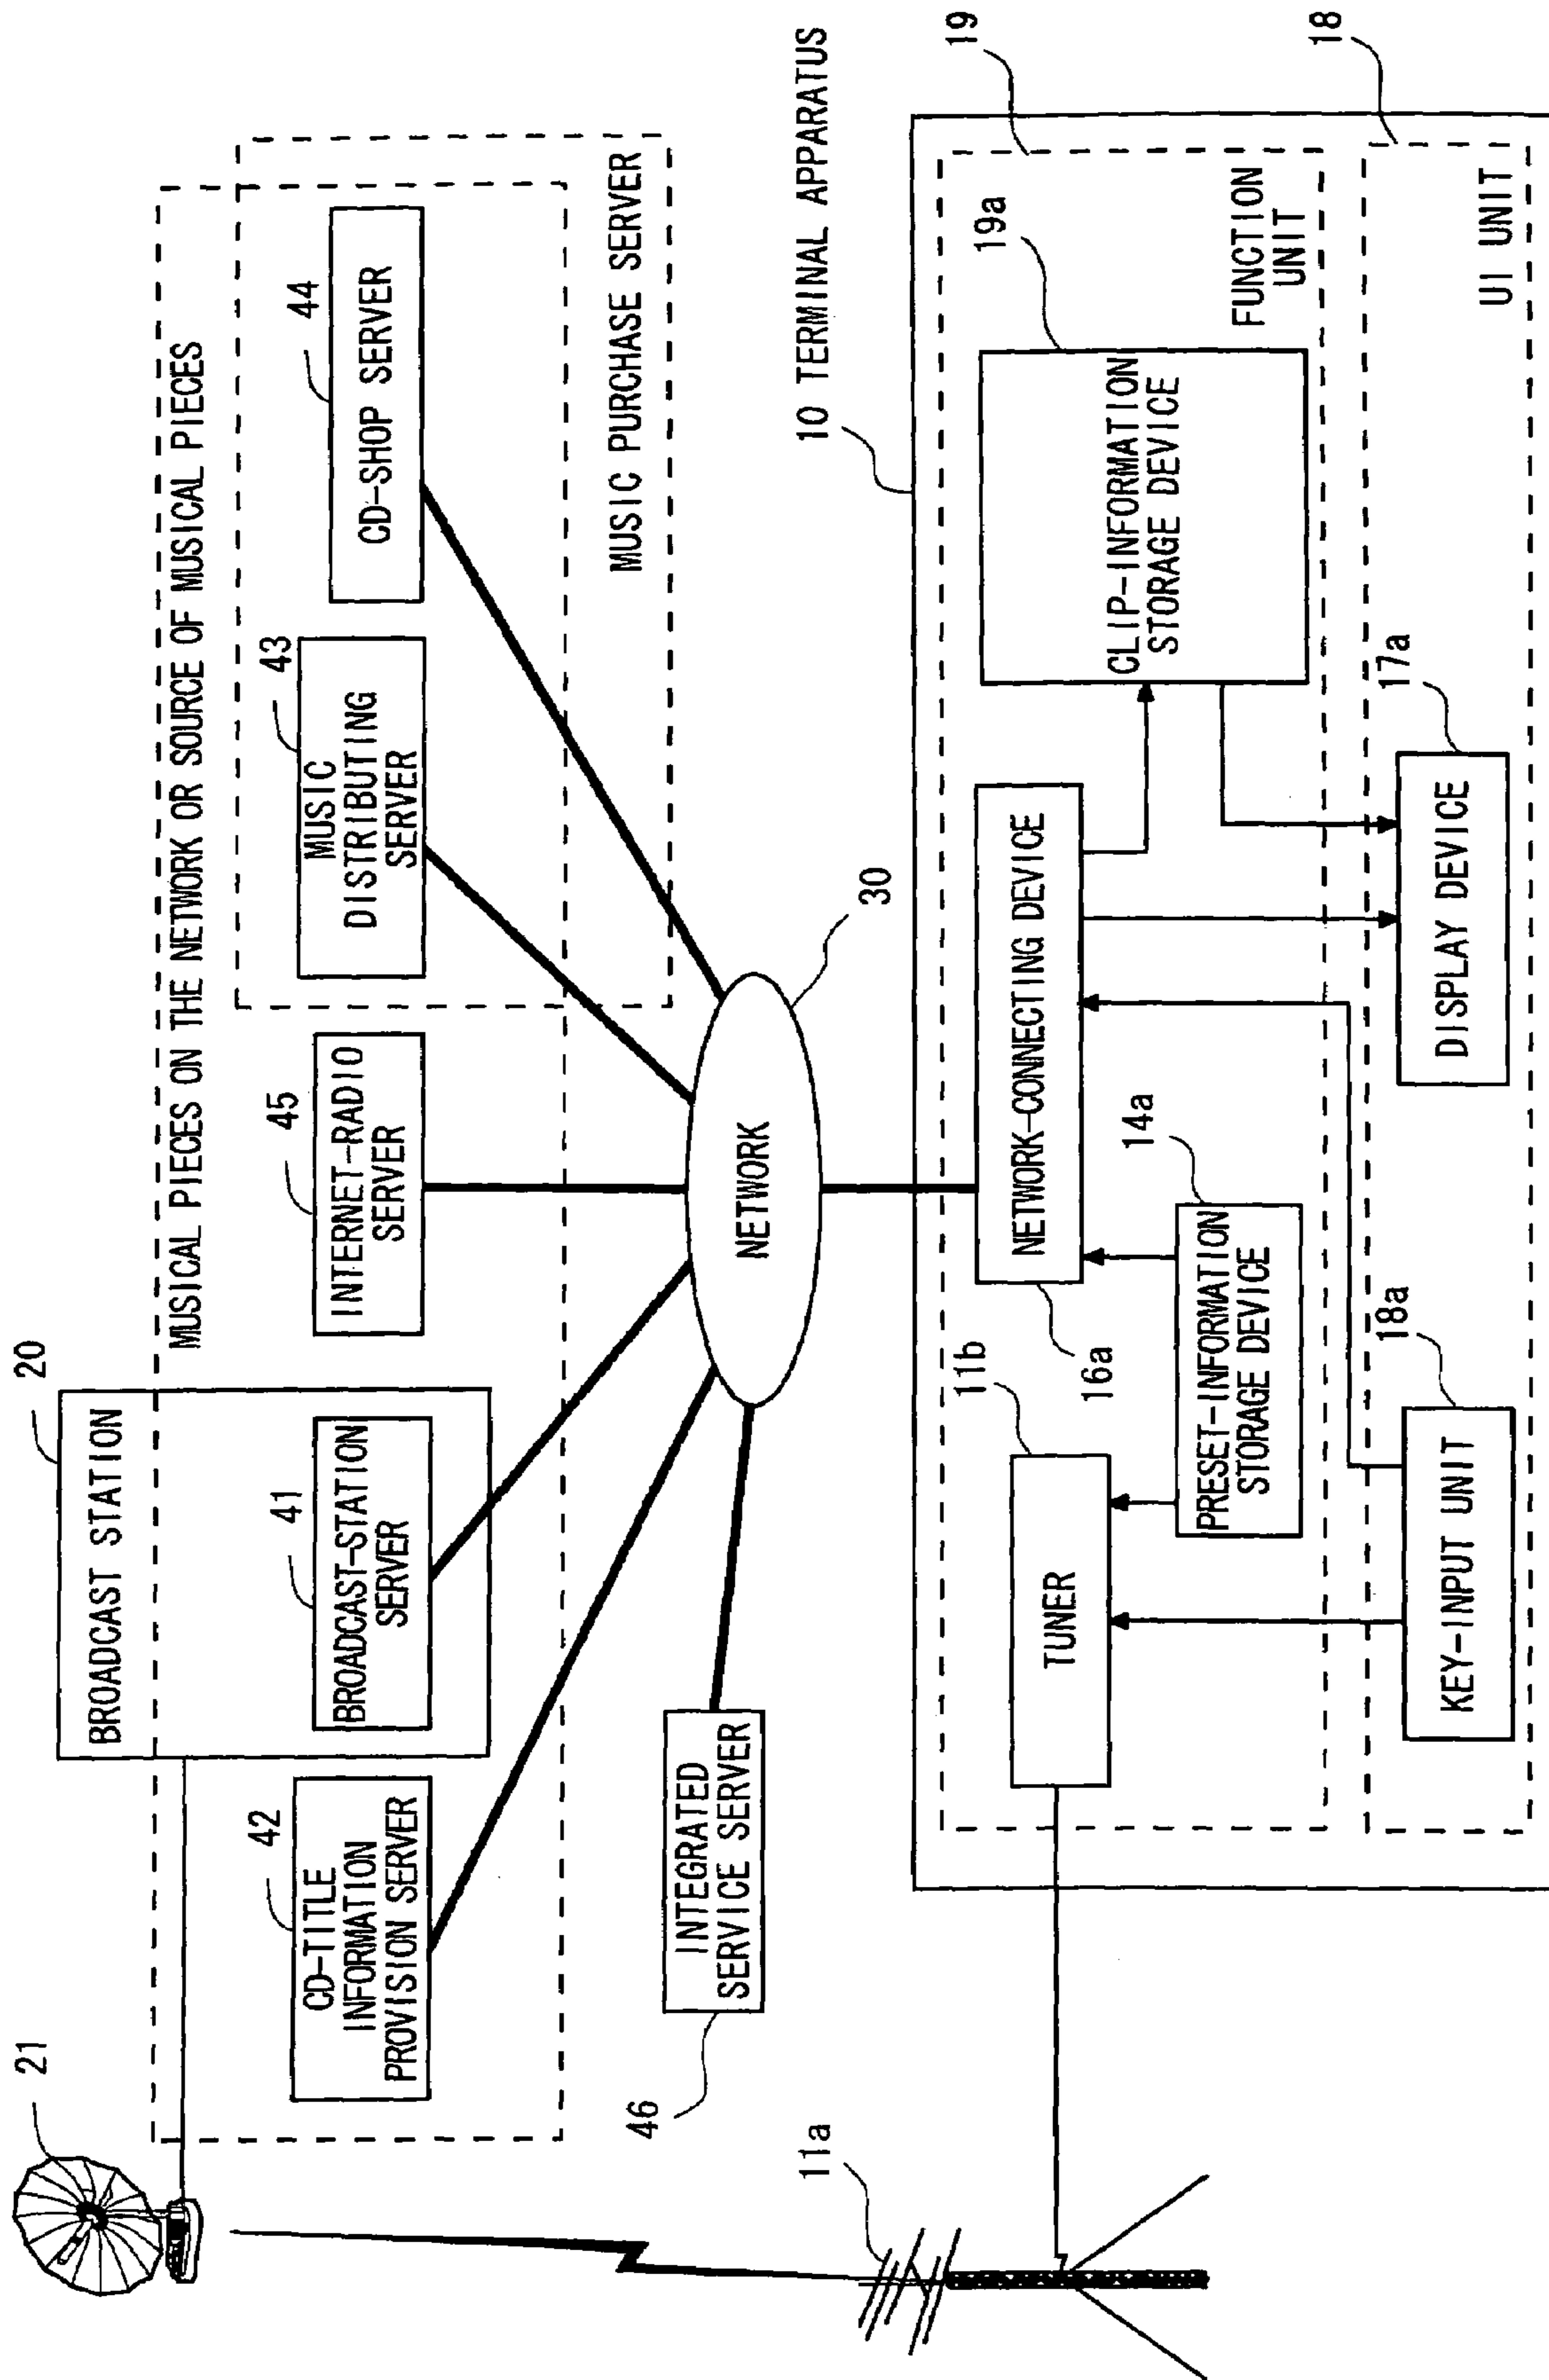 21
20
BROADCAST STATION
MUSICAL PIECES ON THE NETWORK OR SOURCE OF MUSICAL PIECES
42
CD-TITLE
INFORMATION
PROVISION SERVER
41
BROADCAST-STATION
SERVER
45
INTERNET-RADIO
SERVER
43
MUSIC
DISTRIBUTING
SERVER
44
CD-SHOP SERVER
MUSIC PURCHASE SERVER
46
INTEGRATED
SERVICE SERVER
NETWORK
30
11a
10 TERMINAL APPARATUS
11b
TUNER
16a
NETWORK-CONNECTING DEVICE
14a
PRESET-INFORMATION
STORAGE DEVICE
19a
CLIP-INFORMATION
STORAGE DEVICE
19
FUNCTION
UNIT
18a
KEY-INPUT UNIT
17a
DISPLAY DEVICE
18
UI UNIT